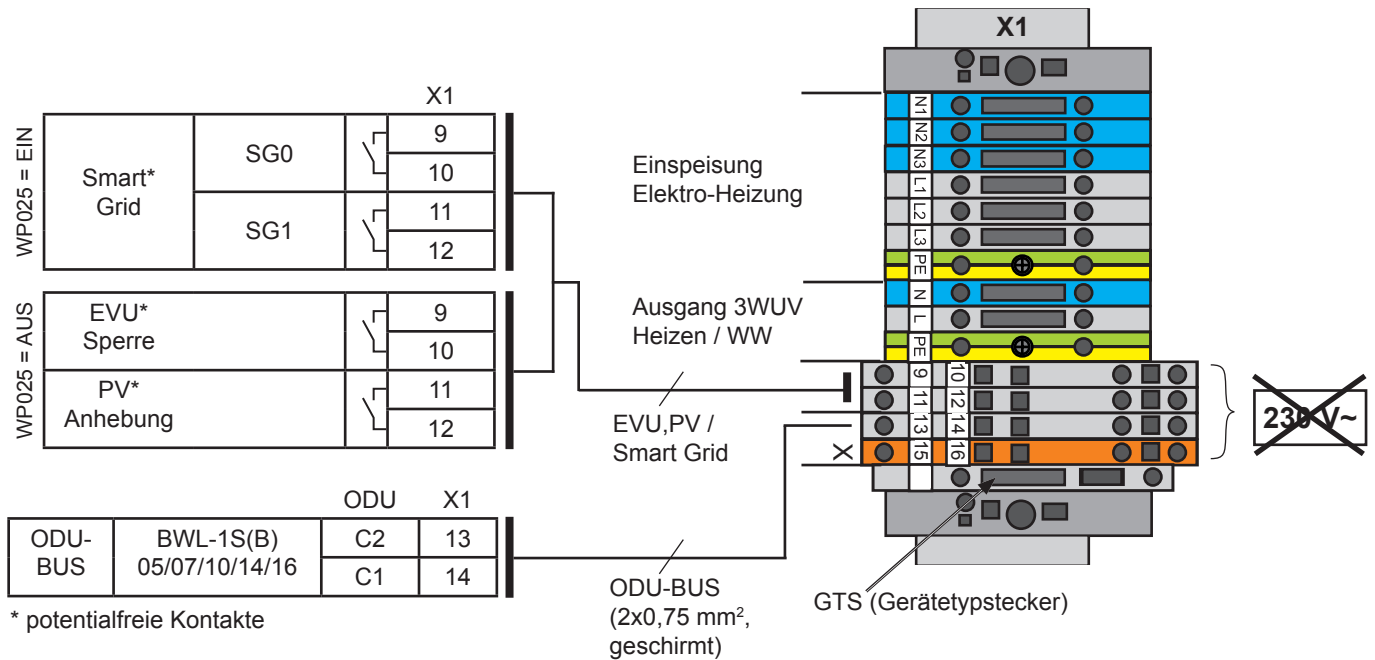 X1
WP025 = EIN
Smart*
Grid
SG0
SG1
X1
9
10
11
12
WP025 = AUS
EVU*
Sperre
PV*
Anhebung
9
10
11
12
ODU X1
ODU-
BUS
BWL-1S(B)
05/07/10/14/16
C2 13
C1 14
* potentialfreie Kontakte
Einspeisung
Elektro-Heizung
Ausgang 3WUV
Heizen / WW
EVU,PV /
Smart Grid
ODU-BUS
(2x0,75 mm²,
geschirmt)
N1
N2
N3
L1
L2
L3
PE
N
L
PE
9 10
11 12
13 14
X 15 16
230 V~
GTS (Gerätetypstecker)